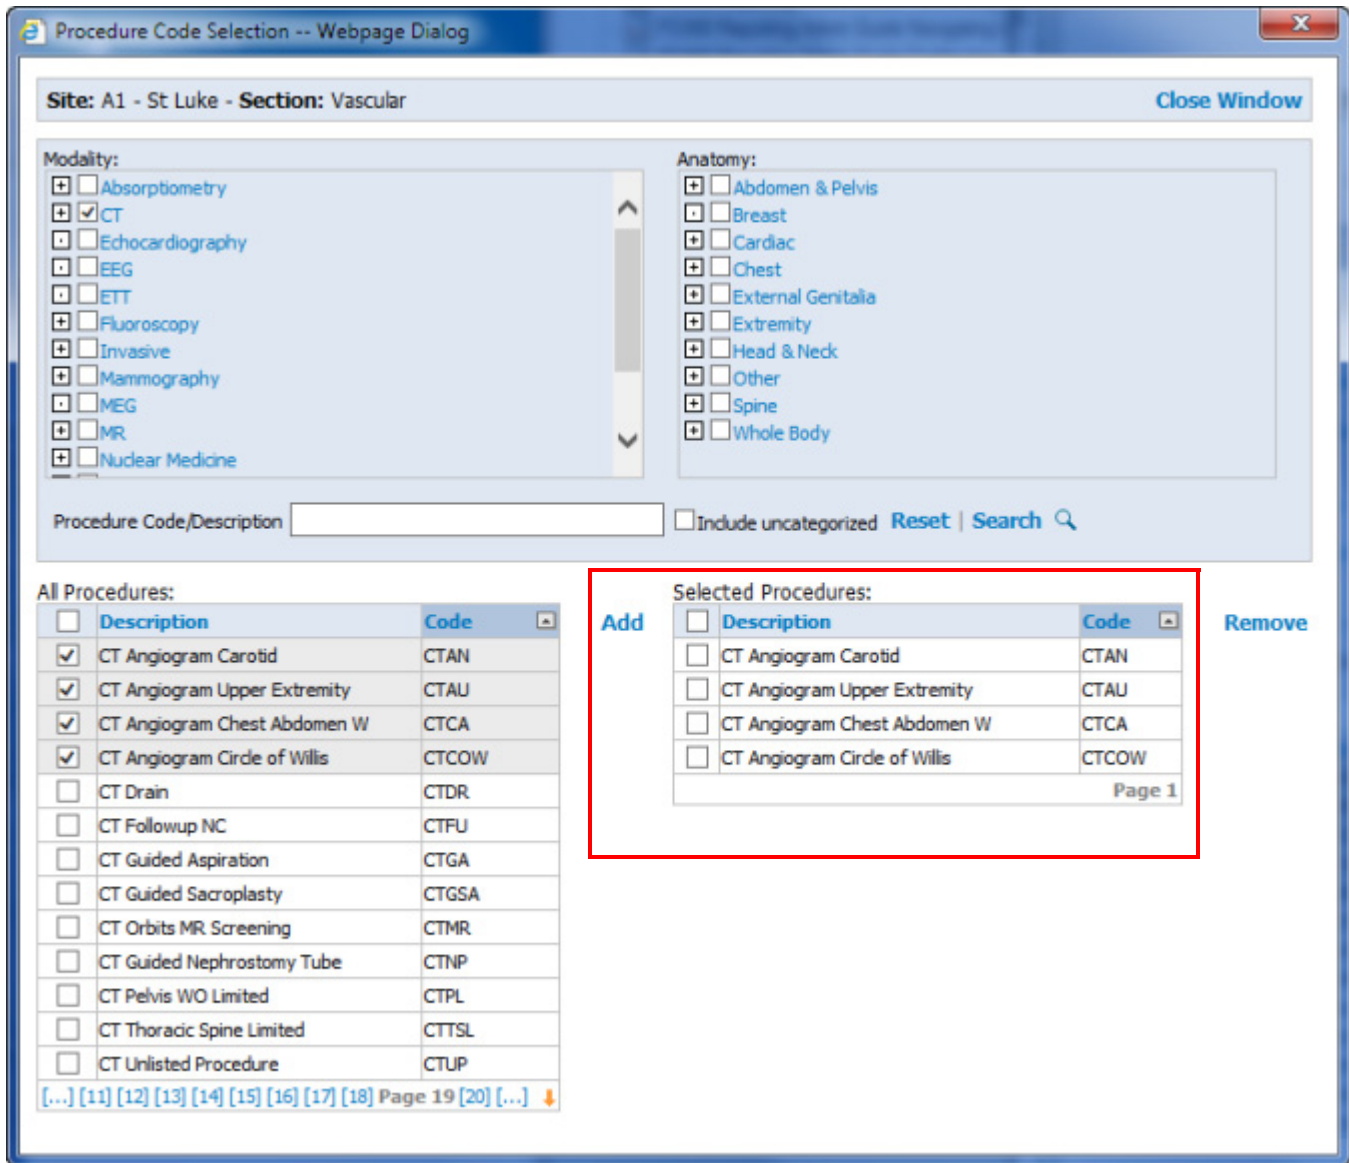 Procedure Code Selection -- Webpage Dialog
Site: A1 - St Luke - Section: Vascular
Close Window
Modality:
Absorptiometry
CT
Echocardiography
EEG
ETT
Fluoroscopy
Invasive
Mammography
MEG
MR
Nuclear Medicine
Anatomy:
Abdomen & Pelvis
Breast
Cardiac
Chest
External Genitalia
Extremity
Head & Neck
Other
Spine
Whole Body
Procedure Code/Description
Include uncategorized Reset | Search
All Procedures:
Description Code
CT Angiogram Carotid CTAN
CT Angiogram Upper Extremity CTAU
CT Angiogram Chest Abdomen W CTCA
CT Angiogram Circle of Willis CTCOW
CT Drain CTDR
CT Followup NC CTFU
CT Guided Aspiration CTGA
CT Guided Sacroplasty CTGSA
CT Orbits MR Screening CTMR
CT Guided Nephrostomy Tube CTNP
CT Pelvis WO Limited CTPL
CT Thoracic Spine Limited CTTSL
CT Unlisted Procedure CTUP
[...] [11] [12] [13] [14] [15] [16] [17] [18] Page 19 [20] [...]
Add
Selected Procedures:
Description Code
CT Angiogram Carotid CTAN
CT Angiogram Upper Extremity CTAU
CT Angiogram Chest Abdomen W CTCA
CT Angiogram Circle of Willis CTCOW
Page 1
Remove